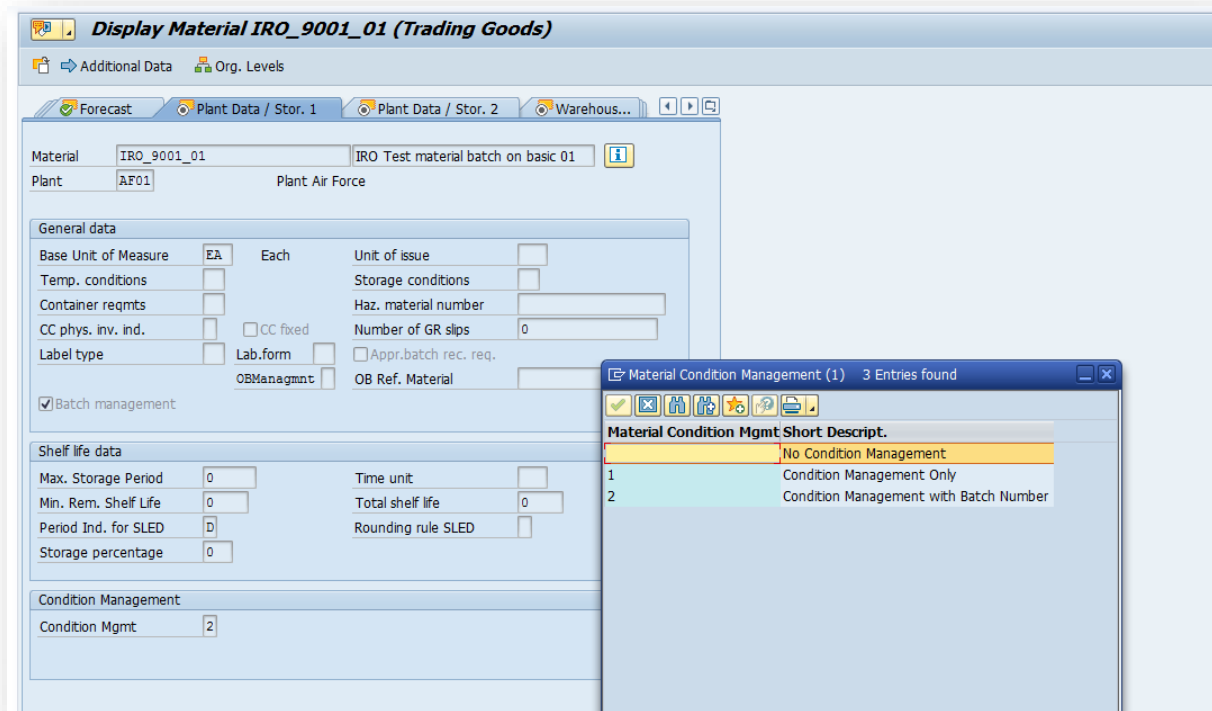 Display Material IRO_9001_01 (Trading Goods)
Additional Data Org. Levels
Forecast Plant Data / Stor. 1 Plant Data / Stor. 2 Warehous...
Material IRO_9001_01 IRO Test material batch on basic 01
Plant AF01 Plant Air Force
General data
Base Unit of Measure EA Each Unit of issue
Temp. conditions Storage conditions
Container reqmts Haz. material number
CC phys. inv. ind. CC fixed Number of GR slips 0
Label type Lab.form Appr.batch rec. req.
OBManagmnt OB Ref. Material
Batch management
Shelf life data
Max. Storage Period 0 Time unit
Min. Rem. Shelf Life 0 Total shelf life 0
Period Ind. for SLED D Rounding rule SLED
Storage percentage 0
Condition Management
Condition Mgmt 2
Material Condition Management (1) 3 Entries found
Material Condition Mgmt Short Descript.
No Condition Management
1 Condition Management Only
2 Condition Management with Batch Number